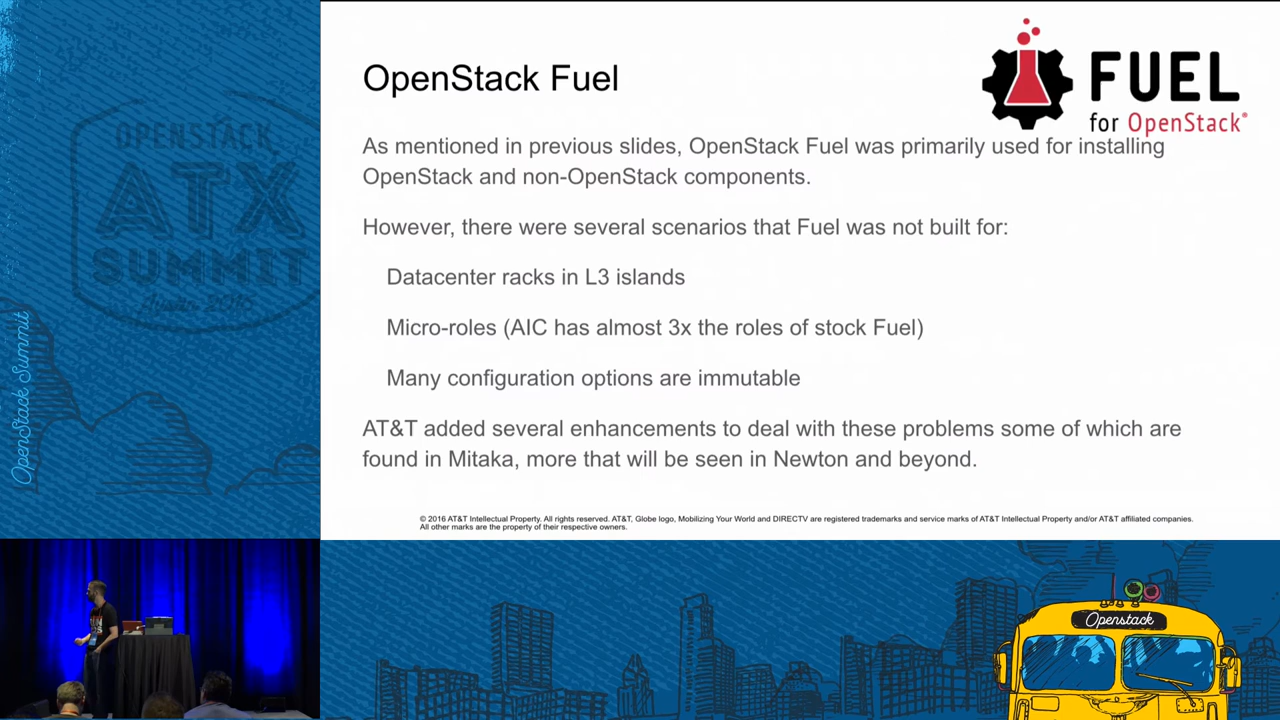 OPENSTACK
ATX
SUMMIT
Austin 2016
OpenStack Summit
OpenStack Fuel
FUEL
for OpenStack®
As mentioned in previous slides, OpenStack Fuel was primarily used for installing
OpenStack and non-OpenStack components.
However, there were several scenarios that Fuel was not built for:
Datacenter racks in L3 islands
Micro-roles (AIC has almost 3x the roles of stock Fuel)
Many configuration options are immutable
AT&T added several enhancements to deal with these problems some of which are
found in Mitaka, more that will be seen in Newton and beyond.
© 2016 AT&T Intellectual Property. All rights reserved. AT&T, Globe logo, Mobilizing Your World and DIRECTV are registered trademarks and service marks of AT&T Intellectual Property and/or AT&T affiliated companies.
All other marks are the property of their respective owners.
Openstack